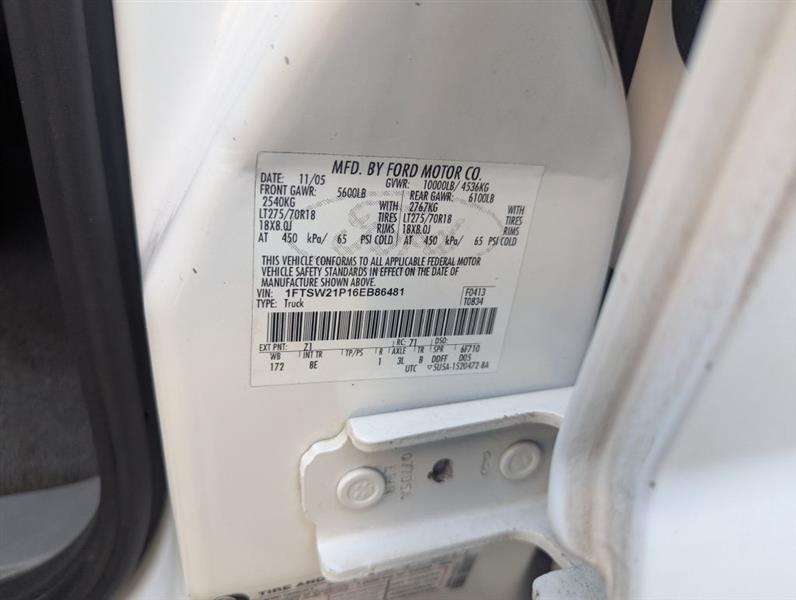 MFD. BY FORD MOTOR CO.
DATE: 11/05 GVWR: 10000LB/ 4536KG
FRONT GAWR: 5600LB REAR GAWR: 6100LB
2540KG WITH 2767KG WITH
LT275/70R18 TIRES LT275/70R18 TIRES
18X8.0J RIMS 18X8.0J RIMS
AT 450 kPa/ 65 PSI COLD AT 450 kPa/ 65 PSI COLD
THIS VEHICLE CONFORMS TO ALL APPLICABLE FEDERAL MOTOR
VEHICLE SAFETY STANDARDS IN EFFECT ON THE DATE OF
MANUFACTURE SHOWN ABOVE.
VIN: 1FTSW21P16EB86481 F0413
TYPE: Truck T0834
EXT PNT: Z1 RC: 71 DSO:
WB INT TR TP/PS R AXLE TR SPR 6F710
172 BE 1 3L B DDFF D05
UTC 5U5A-1520472-BA
TIRE AND